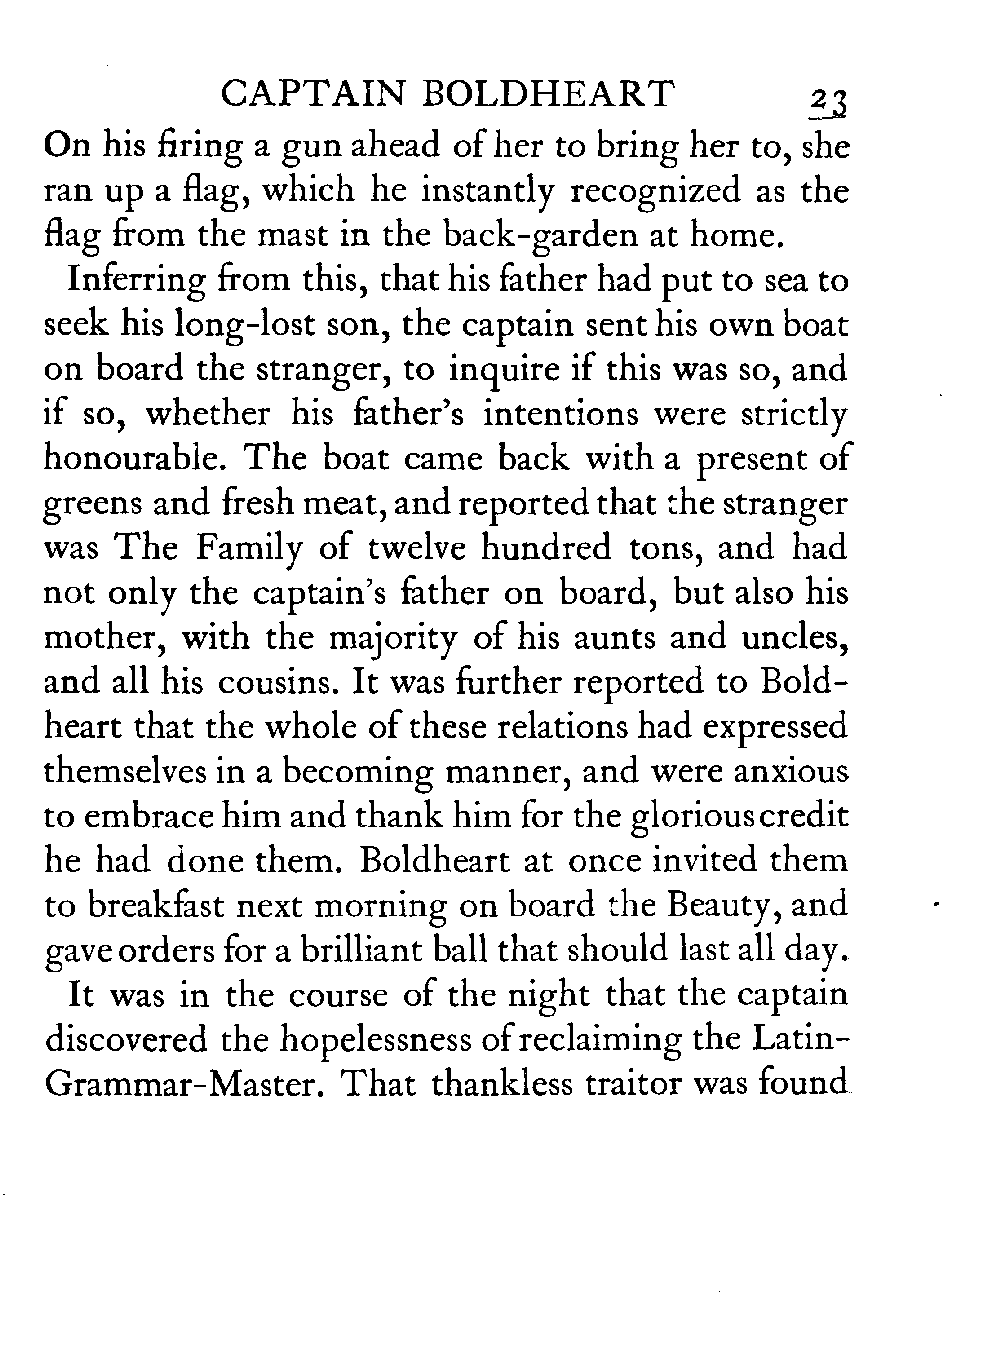 CAPTAIN BOLDHEART 23
On his firing a gun ahead of her to bring her to, she
ran up a flag, which he instantly recognized as the
flag from the mast in the back-garden at home.
Inferring from this, that his father had put to sea to
seek his long-lost son, the captain sent his own boat
on board the stranger, to inquire if this was so, and
if so, whether his father's intentions were strictly
honourable. The boat came back with a present of
greens and fresh meat, and reported that the stranger
was The Family of twelve hundred tons, and had
not only the captain's father on board, but also his
mother, with the majority of his aunts and uncles,
and all his cousins. It was further reported to Bold-
heart that the whole of these relations had expressed
themselves in a becoming manner, and were anxious
to embrace him and thank him for the glorious credit
he had done them. Boldheart at once invited them
to breakfast next morning on board the Beauty, and
gave orders for a brilliant ball that should last all day.
It was in the course of the night that the captain
discovered the hopelessness of reclaiming the Latin-
Grammar-Master. That thankless traitor was found